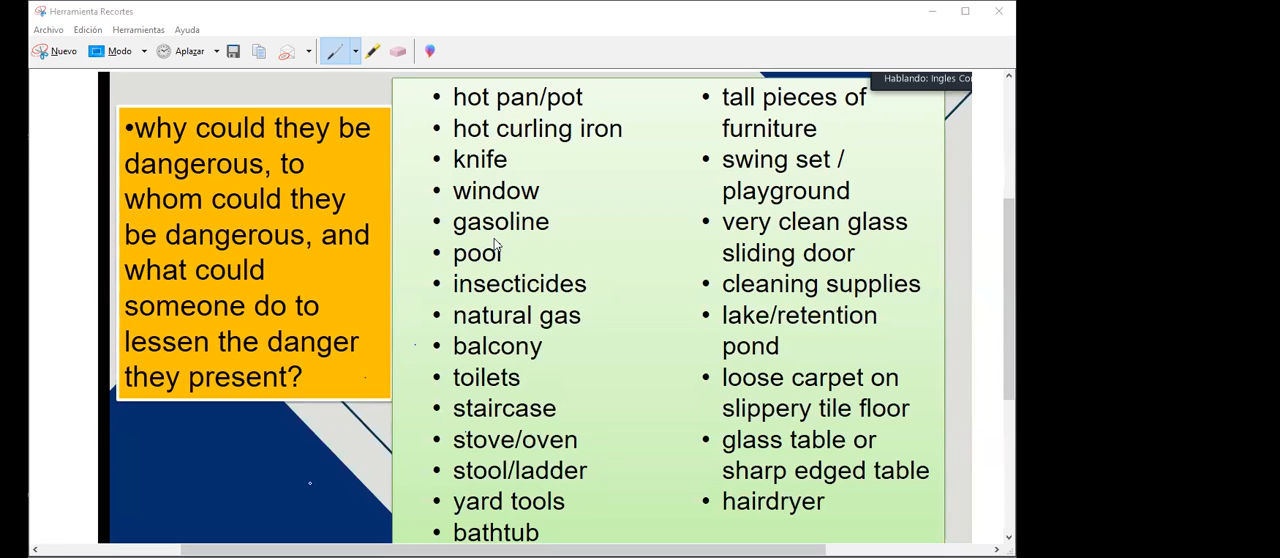 Herramienta Recortes
Archivo Edición Herramientas Ayuda
Nuevo Modo Aplazar
Hablando: Ingles Co
•why could they be
dangerous, to
whom could they
be dangerous, and
what could
someone do to
lessen the danger
they present?
• hot pan/pot
• hot curling iron
• knife
• window
• gasoline
• pool
• insecticides
• natural gas
• balcony
• toilets
• staircase
• stove/oven
• stool/ladder
• yard tools
• bathtub
• tall pieces of
furniture
• swing set /
playground
• very clean glass
sliding door
• cleaning supplies
• lake/retention
pond
• loose carpet on
slippery tile floor
• glass table or
sharp edged table
• hairdryer